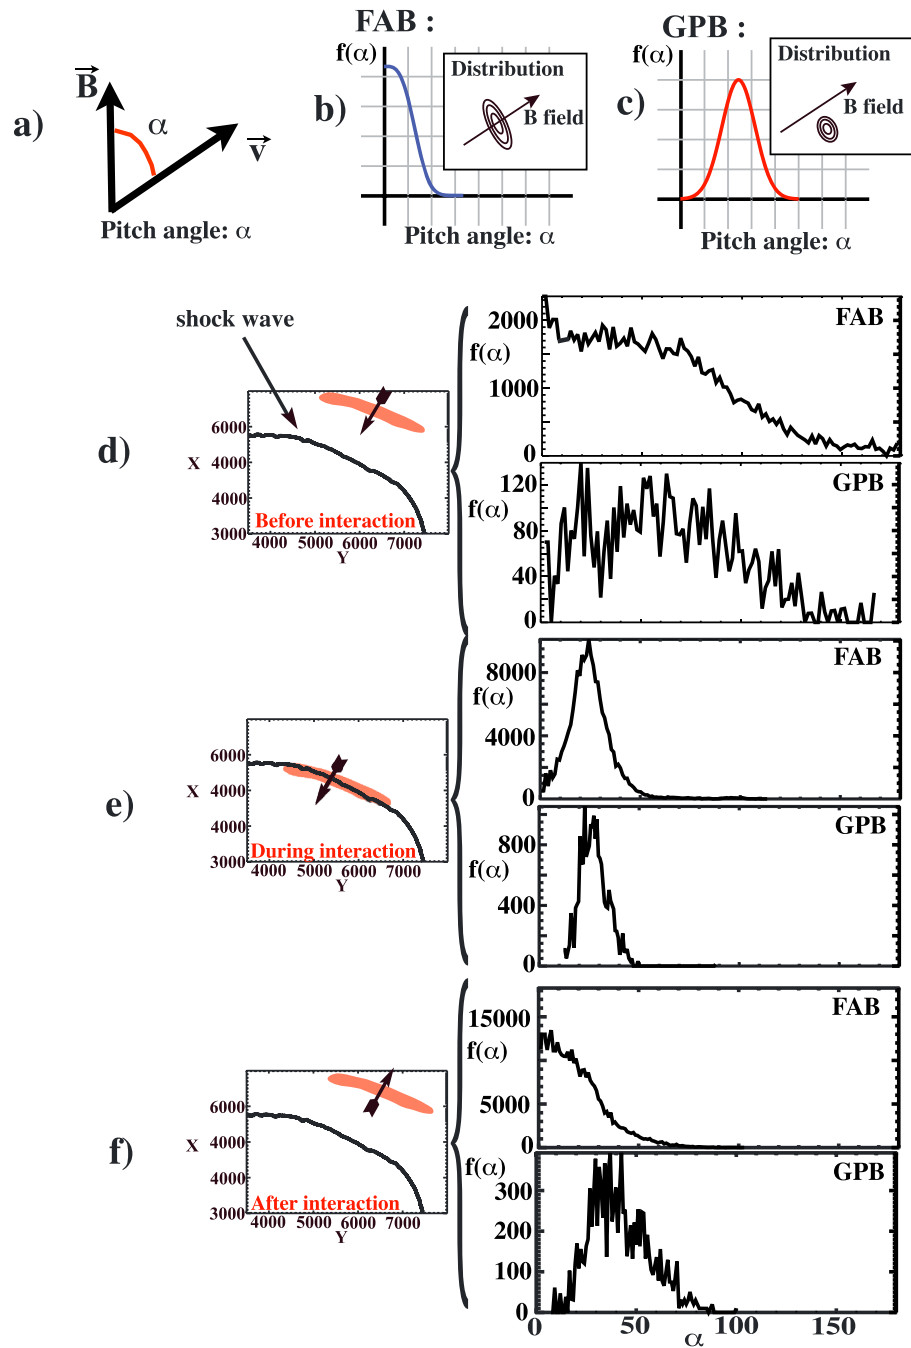 FAB :
GPB :
a)
B
α
v
Pitch angle: α
b)
f(α)
Distribution
B field
Pitch angle: α
c)
f(α)
Distribution
B field
Pitch angle: α
shock wave
d)
X
6000
4000
4000
3000
Before interaction
4000 5000 6000 7000
Y
2000
f(α)
1000
0
FAB
120
f(α)
80
40
0
GPB
e)
X
6000
4000
4000
3000
During interaction
4000 5000 6000 7000
Y
8000
f(α)
4000
0
FAB
800
f(α)
400
0
GPB
f)
X
6000
4000
4000
3000
After interaction
4000 5000 6000 7000
Y
15000
f(α)
5000
0
FAB
f(α)
300
200
100
0
GPB
0 50 100 150
α